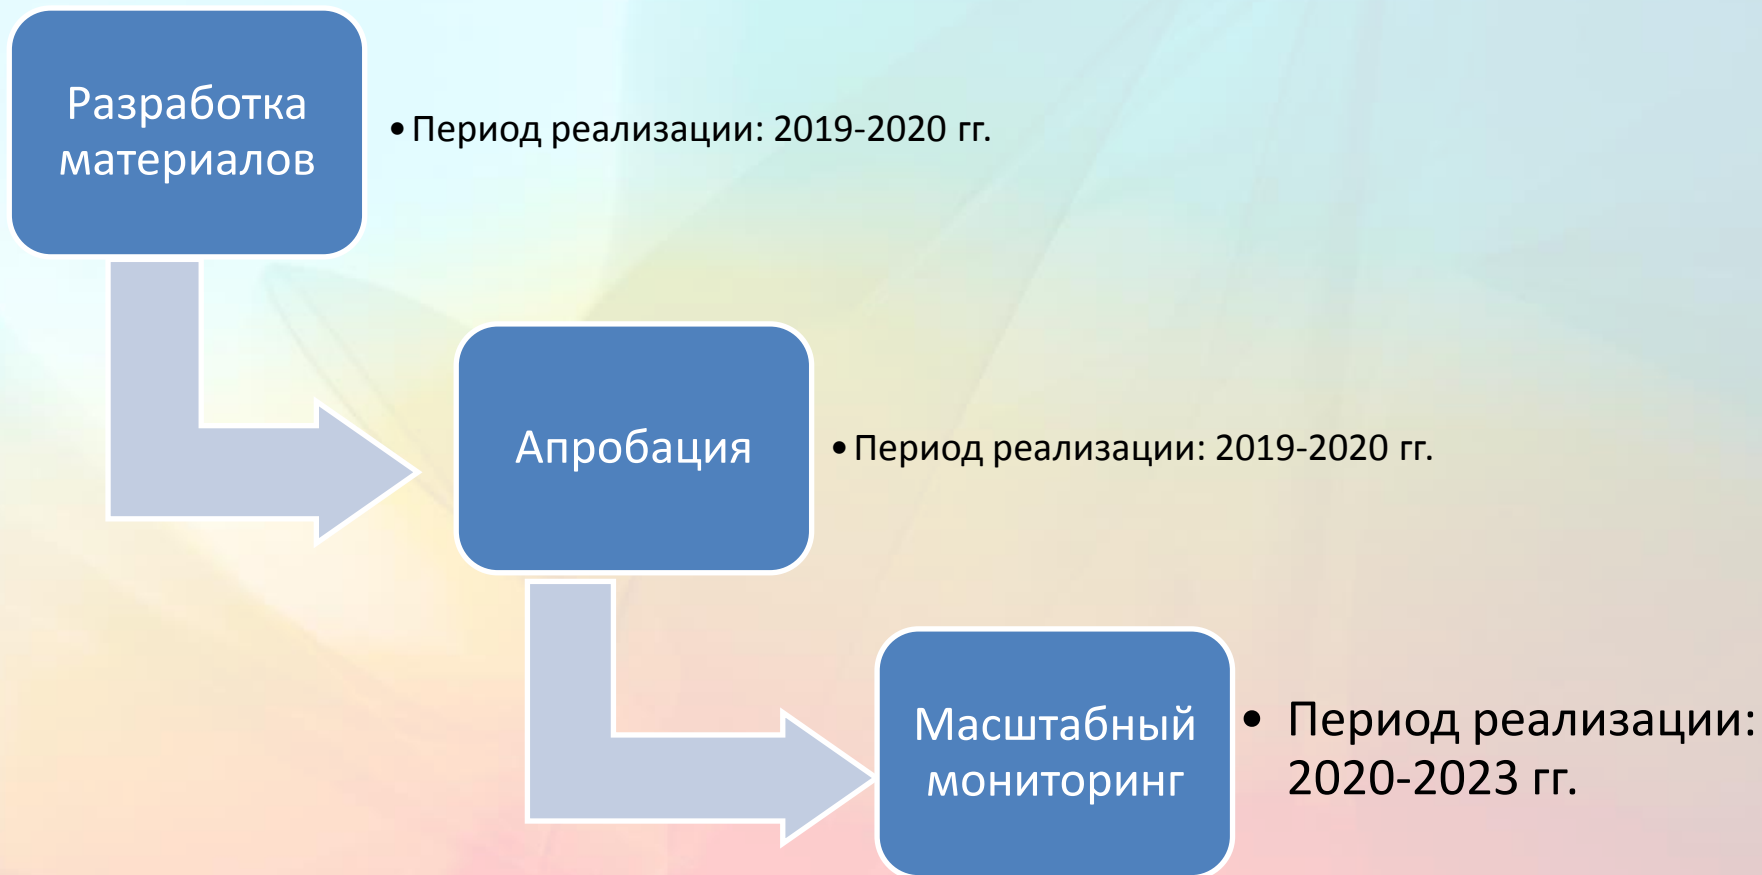 Разработка
материалов
•Период реализации: 2019-2020 гг.
Апробация
•Период реализации: 2019-2020 гг.
Масштабный
мониторинг
• Период реализации:
2020-2023 гг.